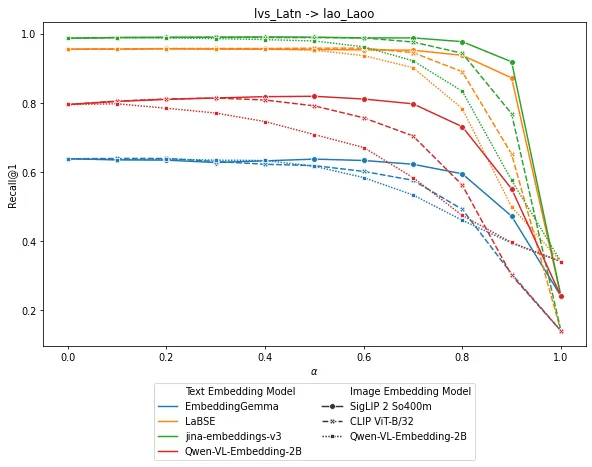 lvs_Latn -> lao_Laoo
Recall@1
1.0
0.8
0.6
0.4
0.2
0.0 0.2 0.4 0.6 0.8 1.0
α
Text Embedding Model
EmbeddingGemma
LaBSE
jina-embeddings-v3
Qwen-VL-Embedding-2B
Image Embedding Model
SigLIP 2 So400m
CLIP ViT-B/32
Qwen-VL-Embedding-2B